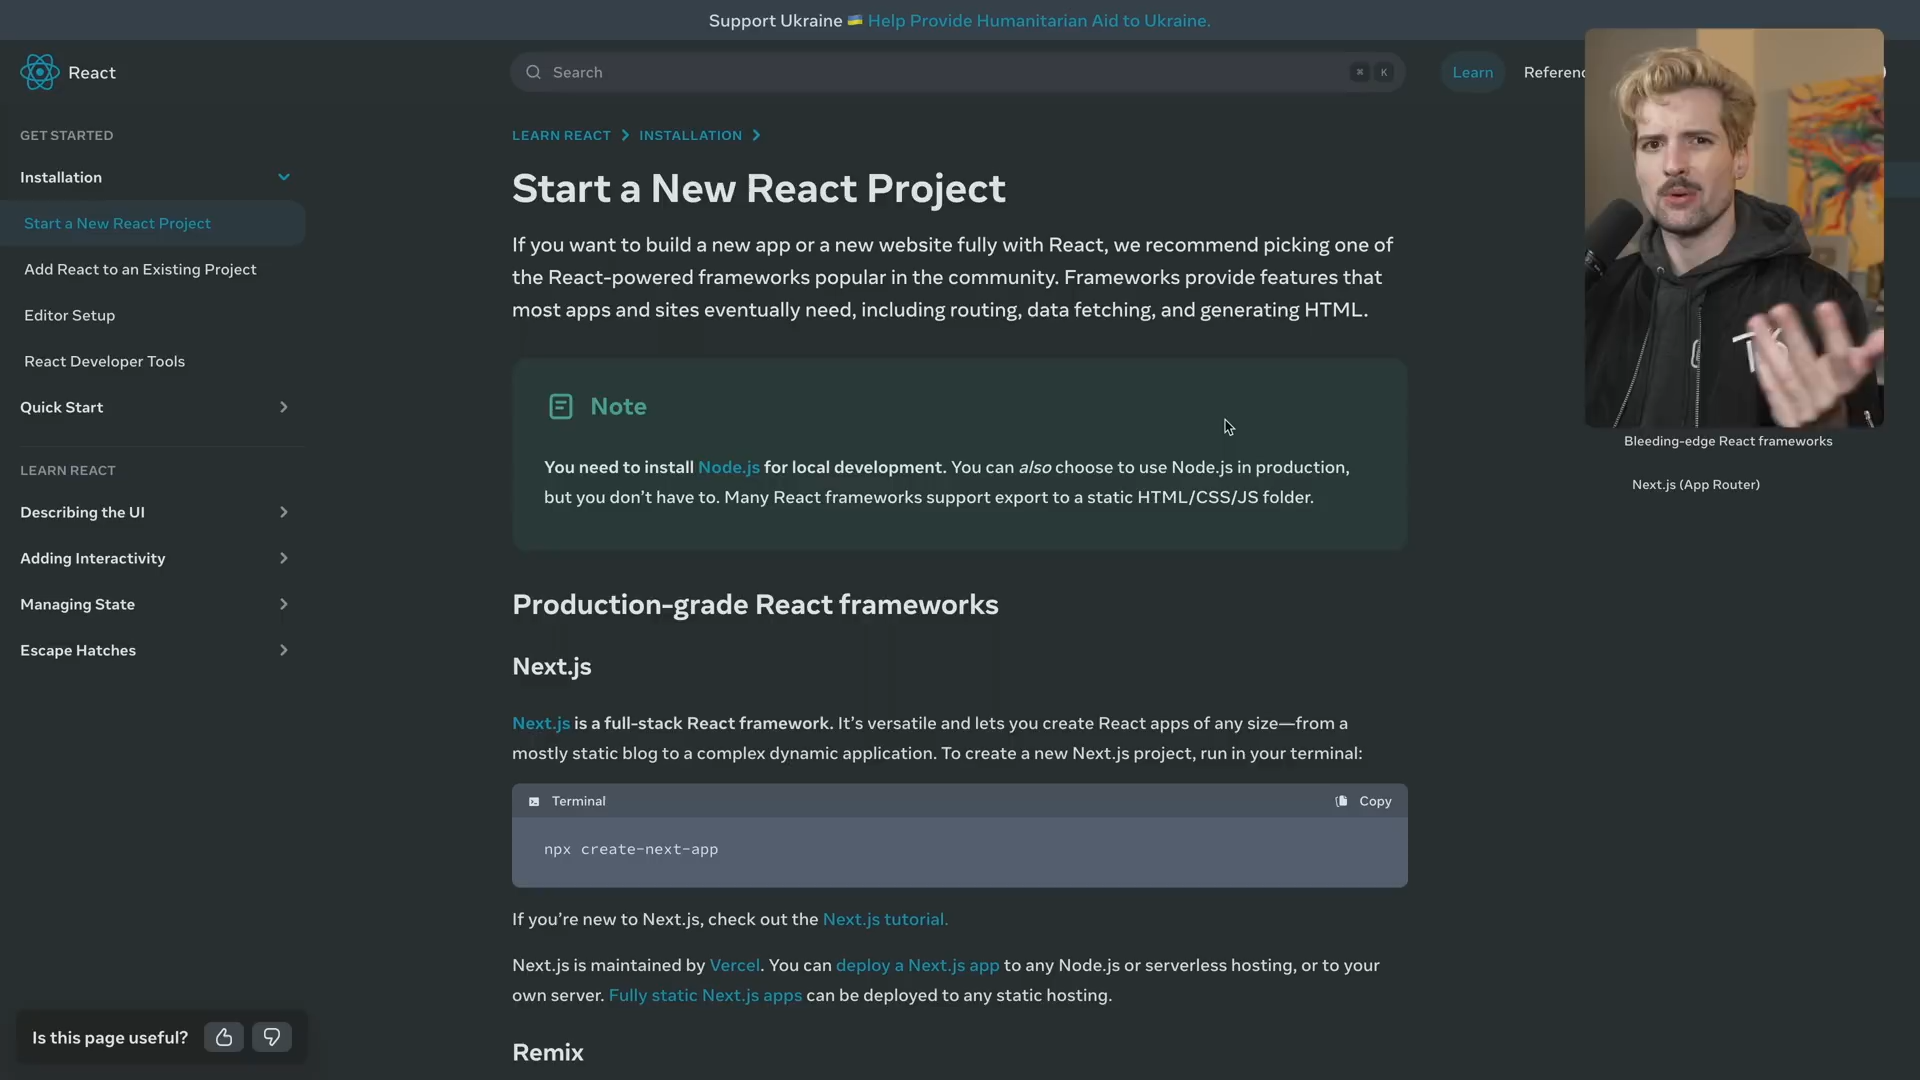 Support Ukraine 🇺🇦 Help Provide Humanitarian Aid to Ukraine.
React
Search
⌘ K
Learn
GET STARTED
Installation
Start a New React Project
Add React to an Existing Project
Editor Setup
React Developer Tools
Quick Start
LEARN REACT
Describing the UI
Adding Interactivity
Managing State
Escape Hatches
Is this page useful?
LEARN REACT > INSTALLATION >
Start a New React Project
If you want to build a new app or a new website fully with React, we recommend picking one of
the React-powered frameworks popular in the community. Frameworks provide features that
most apps and sites eventually need, including routing, data fetching, and generating HTML.
Note
You need to install Node.js for local development. You can also choose to use Node.js in production,
but you don’t have to. Many React frameworks support export to a static HTML/CSS/JS folder.
Production-grade React frameworks
Next.js
Next.js is a full-stack React framework. It’s versatile and lets you create React apps of any size—from a
mostly static blog to a complex dynamic application. To create a new Next.js project, run in your terminal:
Terminal
Copy
npx create-next-app
If you’re new to Next.js, check out the Next.js tutorial.
Next.js is maintained by Vercel. You can deploy a Next.js app to any Node.js or serverless hosting, or to your
own server. Fully static Next.js apps can be deployed to any static hosting.
Remix
Bleeding-edge React frameworks
Next.js (App Router)